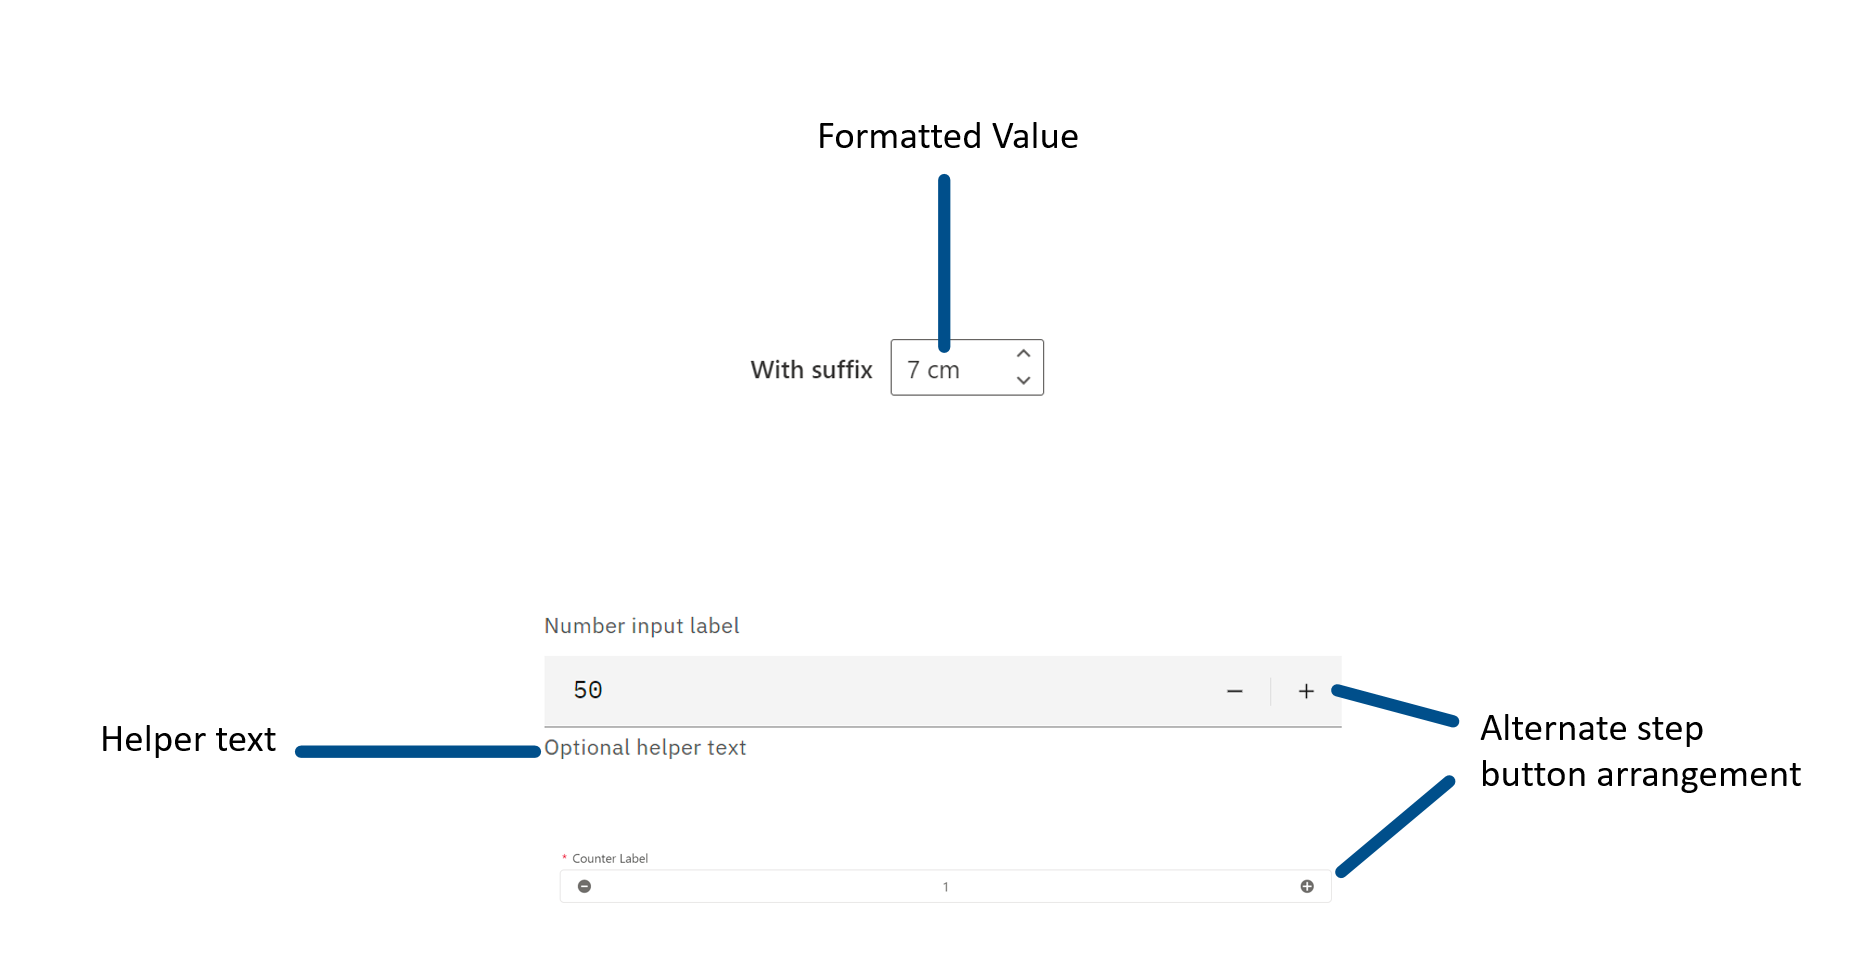 Formatted Value
With suffix 7 cm
Number input label
50 − +
Helper text
Optional helper text
Alternate step
button arrangement
* Counter Label
1